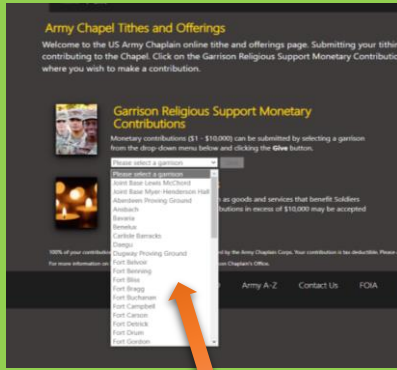 Army Chapel Tithes and Offerings
Welcome to the US Army Chaplain online tithe and offerings page. Submitting your tithin
contributing to the Chapel. Click on the Garrison Religious Support Monetary Contributio
where you wish to make a contribution.
Garrison Religious Support Monetary
Contributions
Monetary contributions ($1 - $10,000) can be submitted by selecting a garrison
from the drop-down menu below and clicking the Give button.
Please select a garrison
Please select a garrison
Joint Base Lewis McChord
Joint Base Myer-Henderson Hall
Aberdeen Proving Ground
Ansbach
Bavaria
Benelux
Carlisle Barracks
Daegu
Dugway Proving Ground
Fort Belvoir
Fort Benning
Fort Bliss
Fort Bragg
Fort Buchanan
Fort Campbell
Fort Carson
Fort Detrick
Fort Drum
Fort Gordon
as goods and services that benefit Soldiers
butions in excess of $10,000 may be accepted
100% of your contribution
ed by the Army Chaplain Corps. Your contribution is tax deductible. Please
For more information on
on Chaplain's Office.
Army A-Z Contact Us FOIA